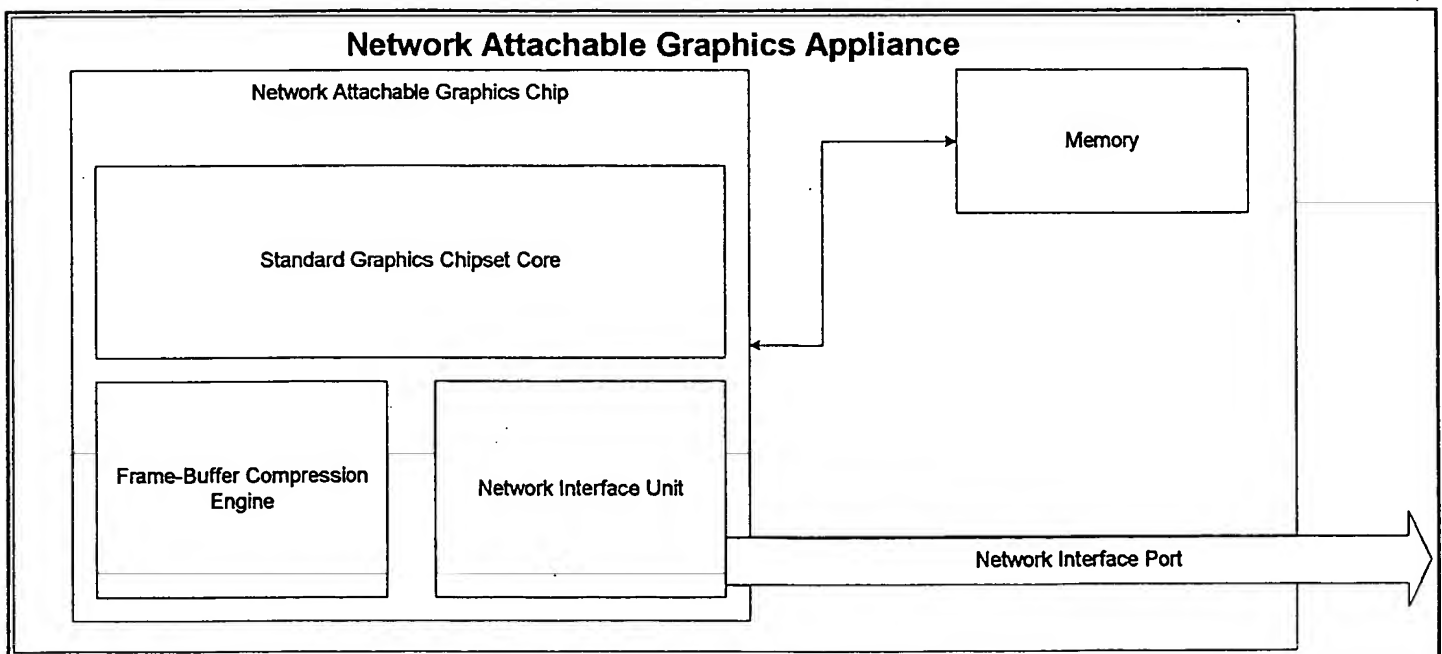 Network Attachable Graphics Appliance
Network Attachable Graphics Chip
Memory
Standard Graphics Chipset Core
Frame-Buffer Compression
Engine
Network Interface Unit
Network Interface Port